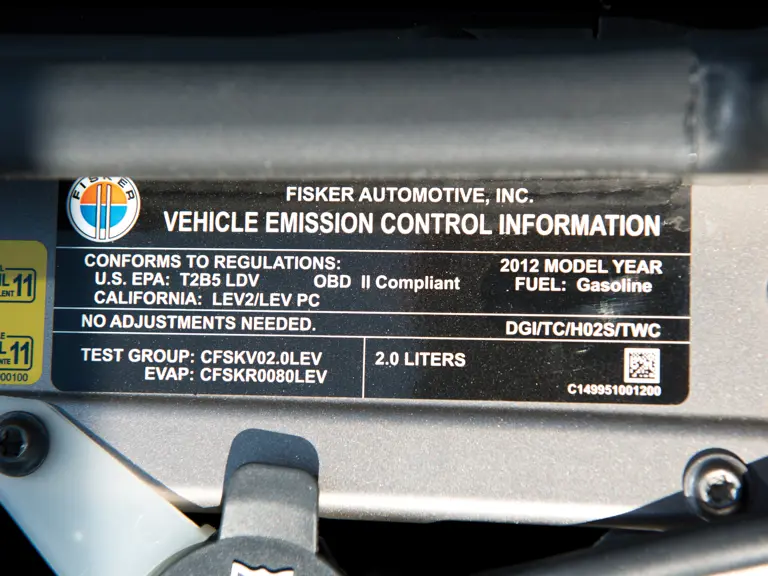 FISKER
FISKER AUTOMOTIVE, INC.
VEHICLE EMISSION CONTROL INFORMATION
CONFORMS TO REGULATIONS:
U.S. EPA: T2B5 LDV
CALIFORNIA: LEV2/LEV PC
OBD II Compliant
2012 MODEL YEAR
FUEL: Gasoline
NO ADJUSTMENTS NEEDED.
DGI/TC/H02S/TWC
TEST GROUP: CFSKV02.0LEV
EVAP: CFSKR0080LEV
2.0 LITERS
C149951001200
11
11